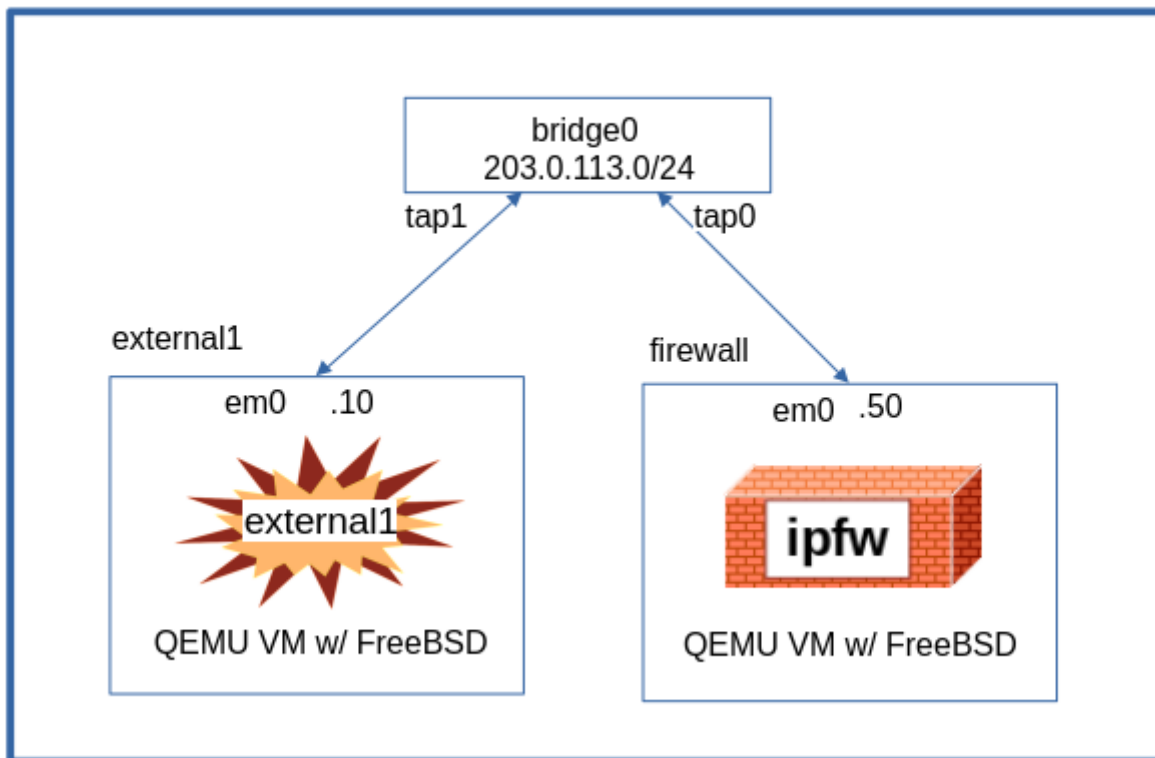 bridge0
203.0.113.0/24
tap1
tap0
external1
firewall
em0 .10
em0 .50
external1
ipfw
QEMU VM w/ FreeBSD
QEMU VM w/ FreeBSD